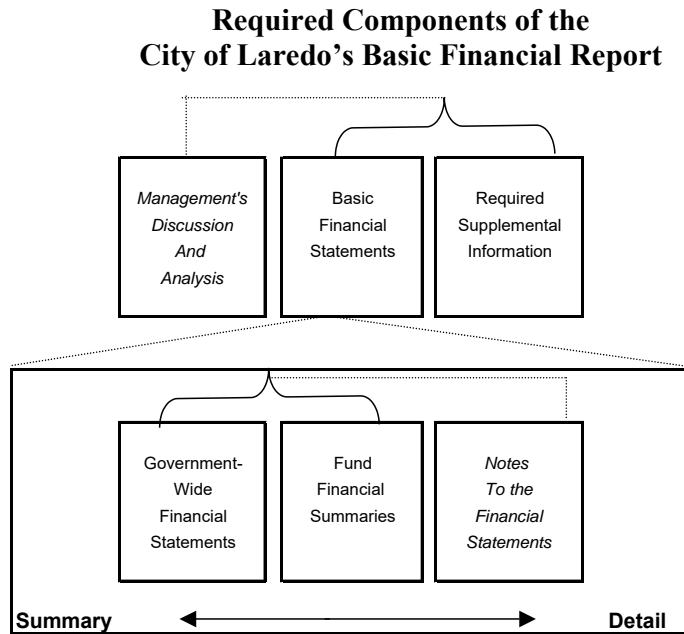 Required Components of the
City of Laredo’s Basic Financial Report
Management's
Discussion
And
Analysis
Basic
Financial
Statements
Required
Supplemental
Information
Government-
Wide
Financial
Statements
Fund
Financial
Summaries
Notes
To the
Financial
Statements
Summary
Detail